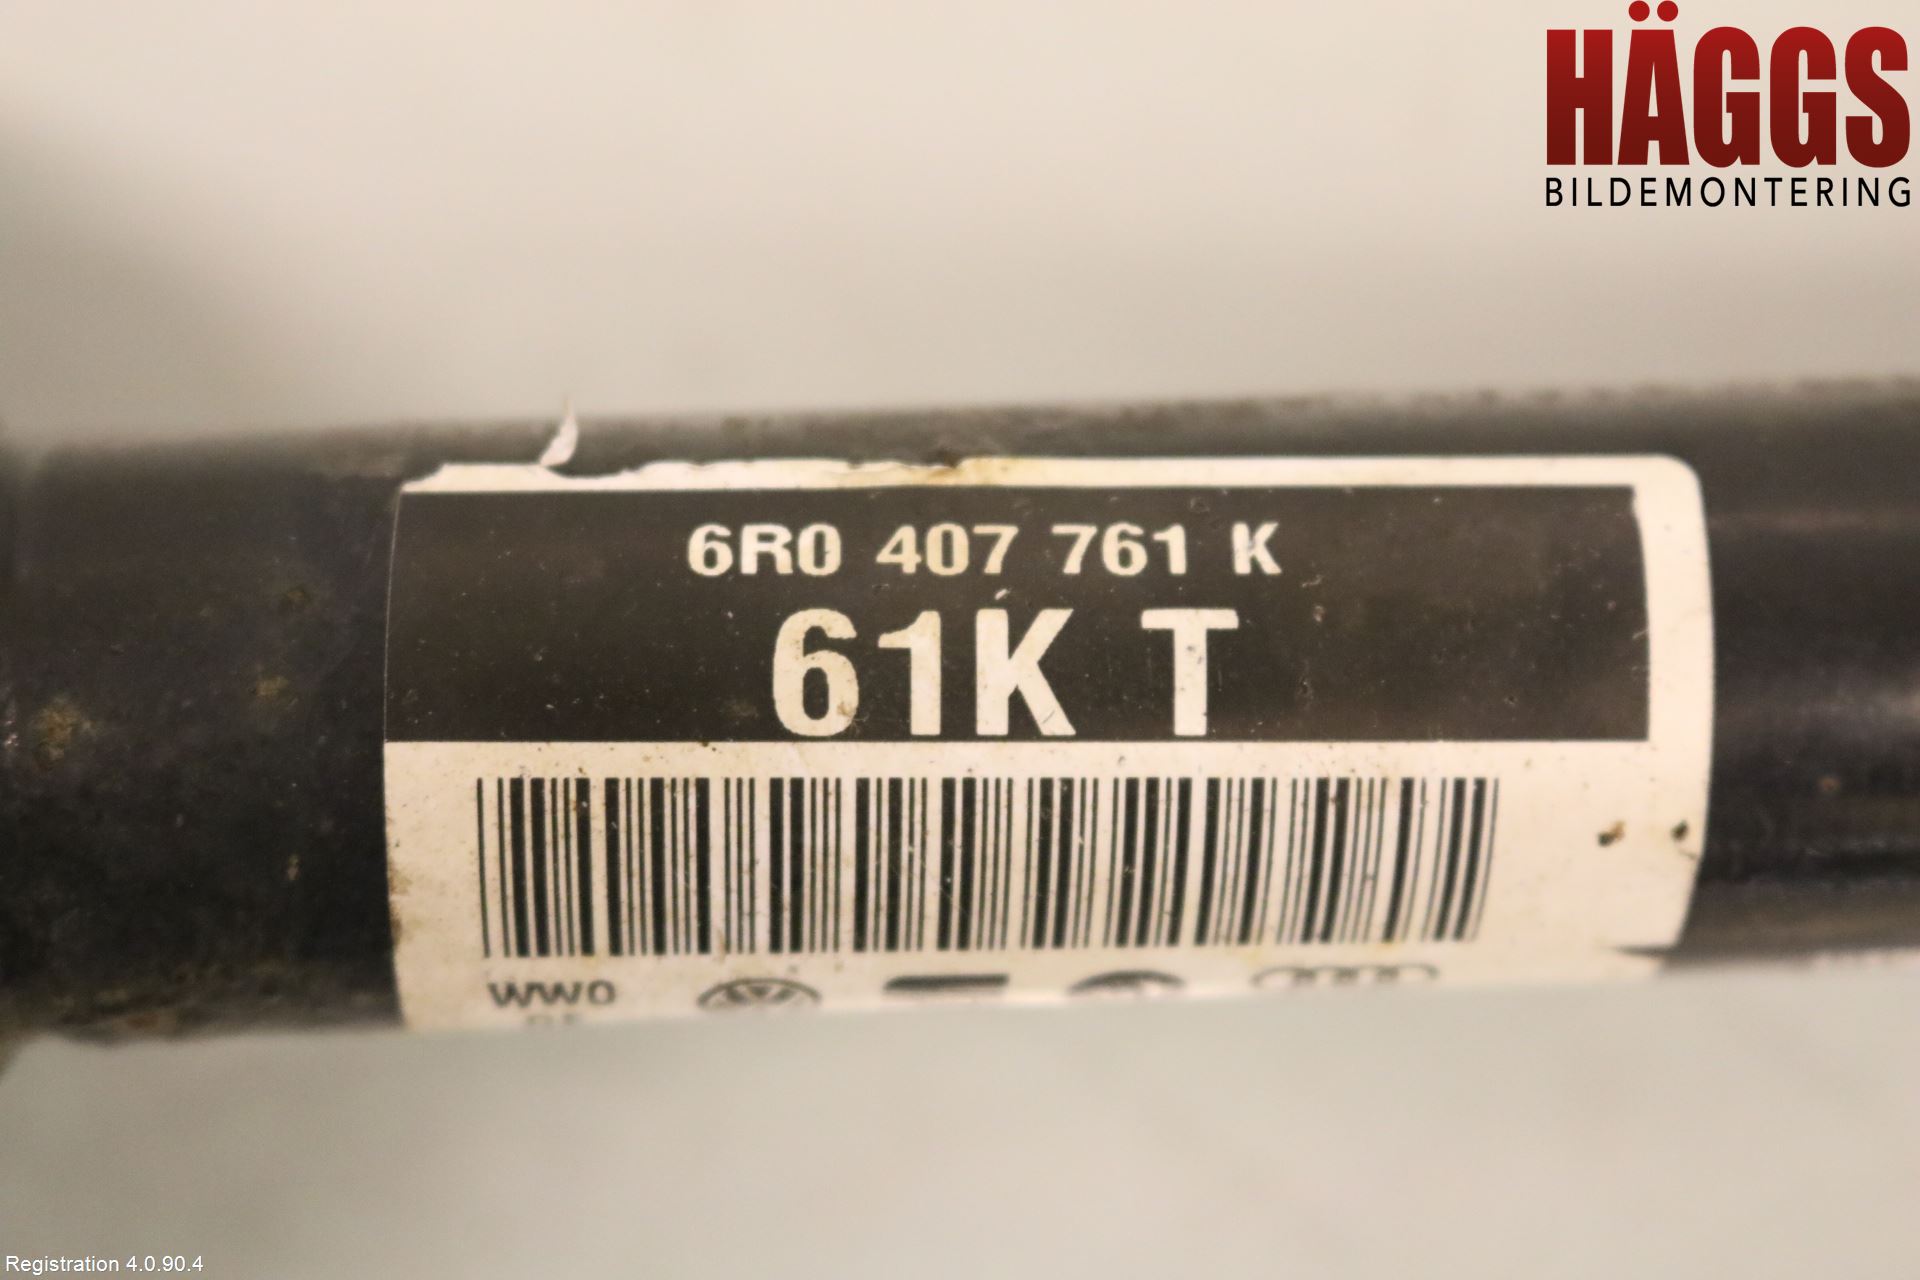 HÄGGS
BILDEMONTERING
6R0 407 761 K
61K T
WW0
Registration 4.0.90.4